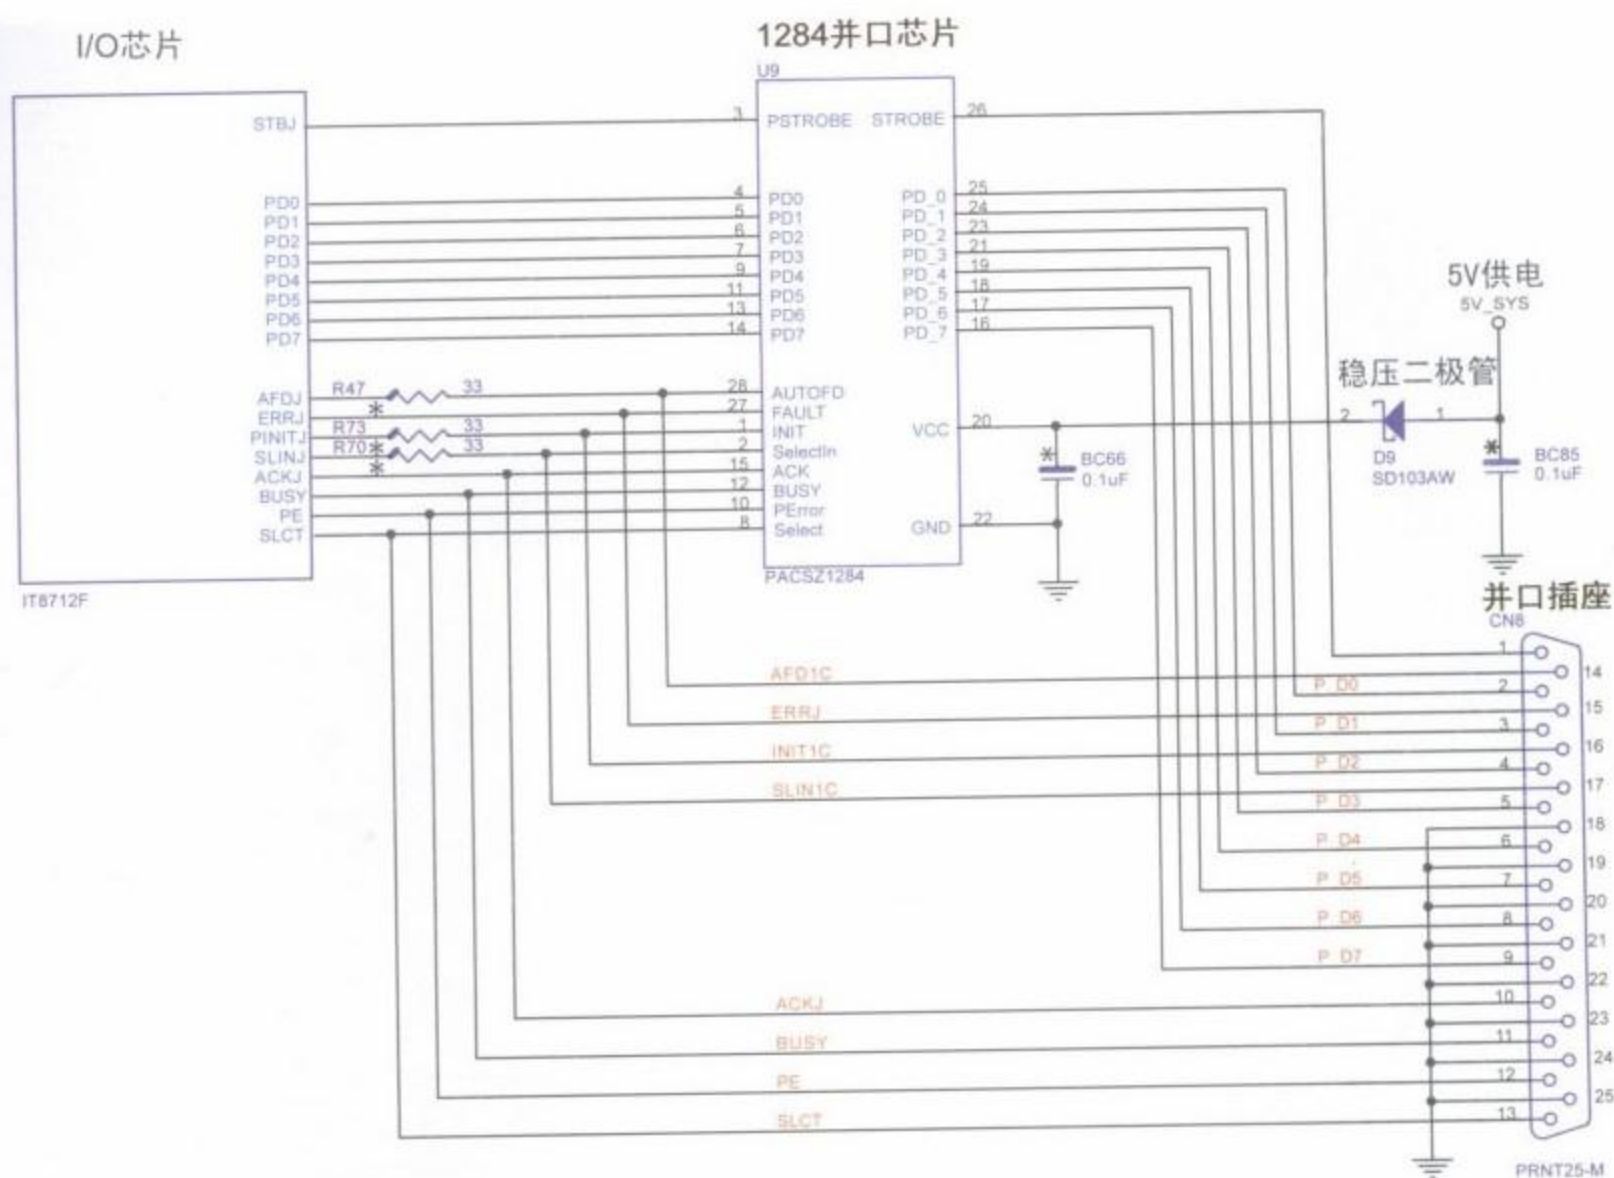 I/O芯片
1284并口芯片
U9
STBJ
3
PSTROBE
STROBE
26
PD0
4
PD0
PD_0
25
PD1
5
PD1
PD_1
24
PD2
6
PD2
PD_2
23
PD3
7
PD3
PD_3
21
PD4
9
PD4
PD_4
19
PD5
11
PD5
PD_5
18
PD6
13
PD6
PD_6
17
PD7
14
PD7
PD_7
16
5V供电
5V_SYS
稳压二极管
AFDJ
R47
*
33
28
AUTOFD
ERRJ
27
FAULT
PINITJ
R73
*
33
1
INIT
SLINJ
R70
*
33
2
SelectIn
ACKJ
15
ACK
BUSY
12
BUSY
PE
10
PError
SLCT
8
Select
VCC
20
2
1
D9
SD103AW
*
BC66
0.1uF
*
BC85
0.1uF
GND
22
IT8712F
PACSZ1284
并口插座
CN6
1
AFD1C
14
P_D0
2
ERRJ
15
P_D1
3
INIT1C
16
P_D2
4
SLIN1C
17
P_D3
5
18
P_D4
6
19
P_D5
7
20
P_D6
8
21
P_D7
9
22
ACKJ
10
23
BUSY
11
24
PE
12
25
SLCT
13
PRNT25-M